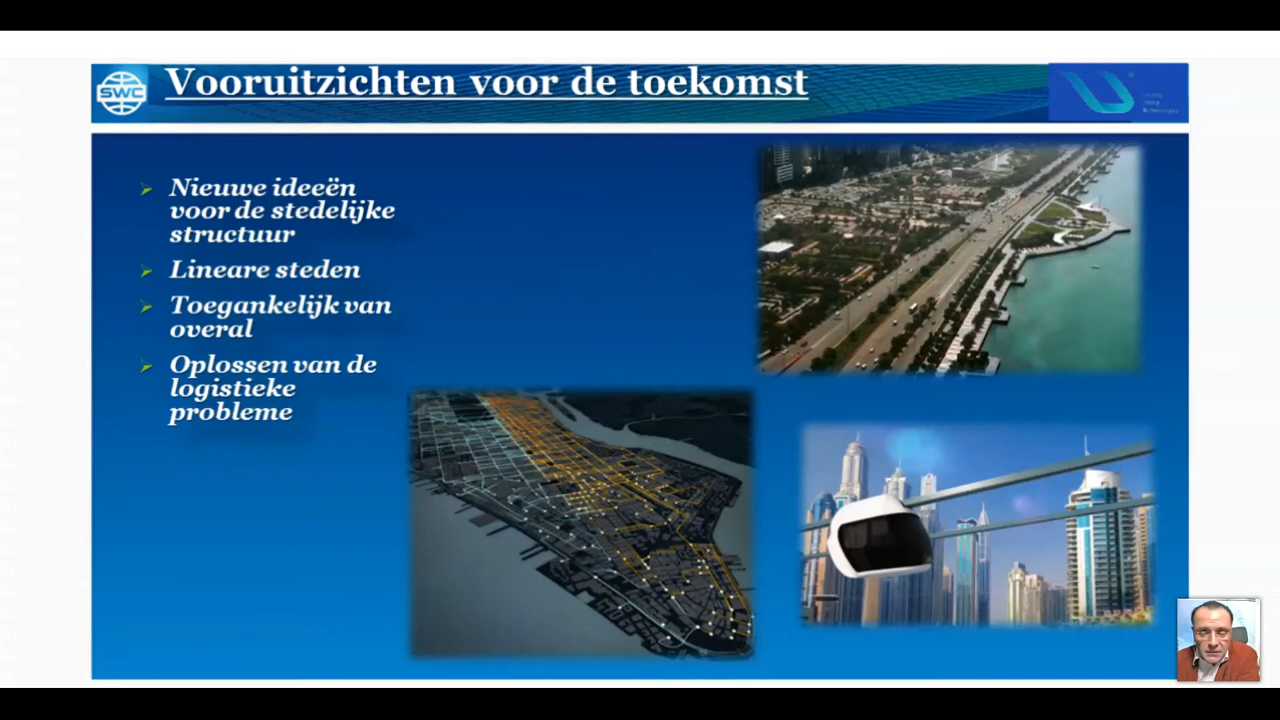 SWC
Vooruitzichten voor de toekomst
Nieuwe ideeën
voor de stedelijke
structuur
Lineare steden
Toegankelijk van
overal
Oplossen van de
logistieke
probleme